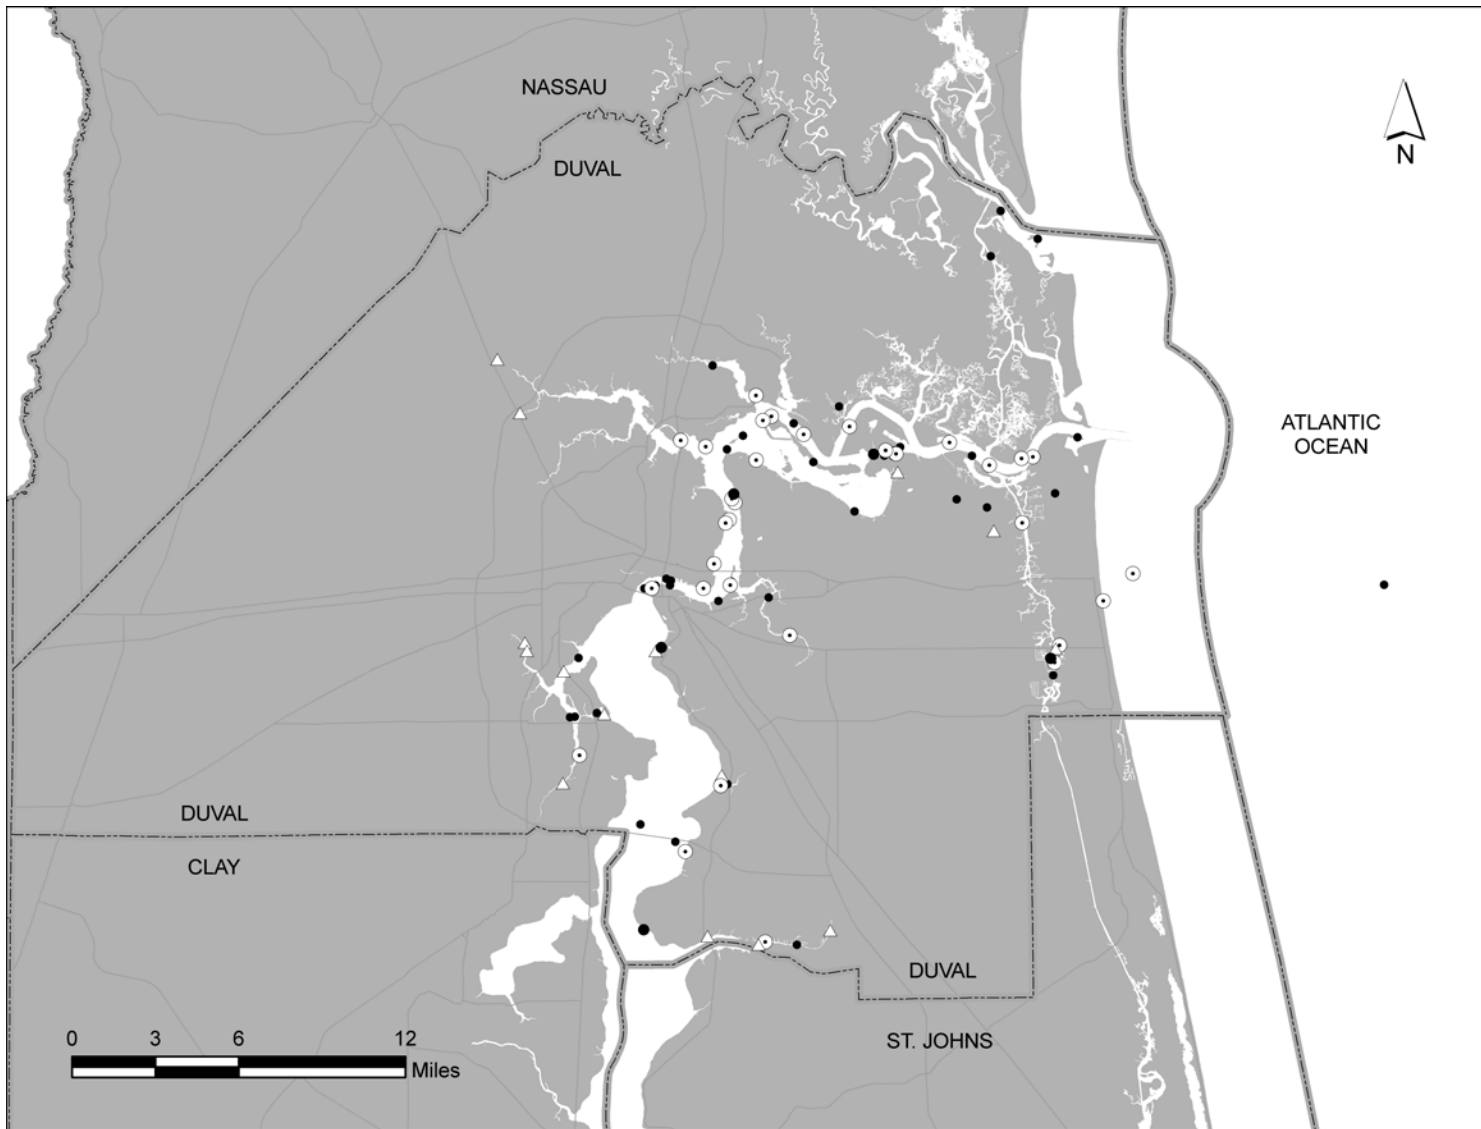 NASSAU
DUVAL
N
ATLANTIC
OCEAN
DUVAL
CLAY
DUVAL
ST. JOHNS
0 3 6 12
Miles